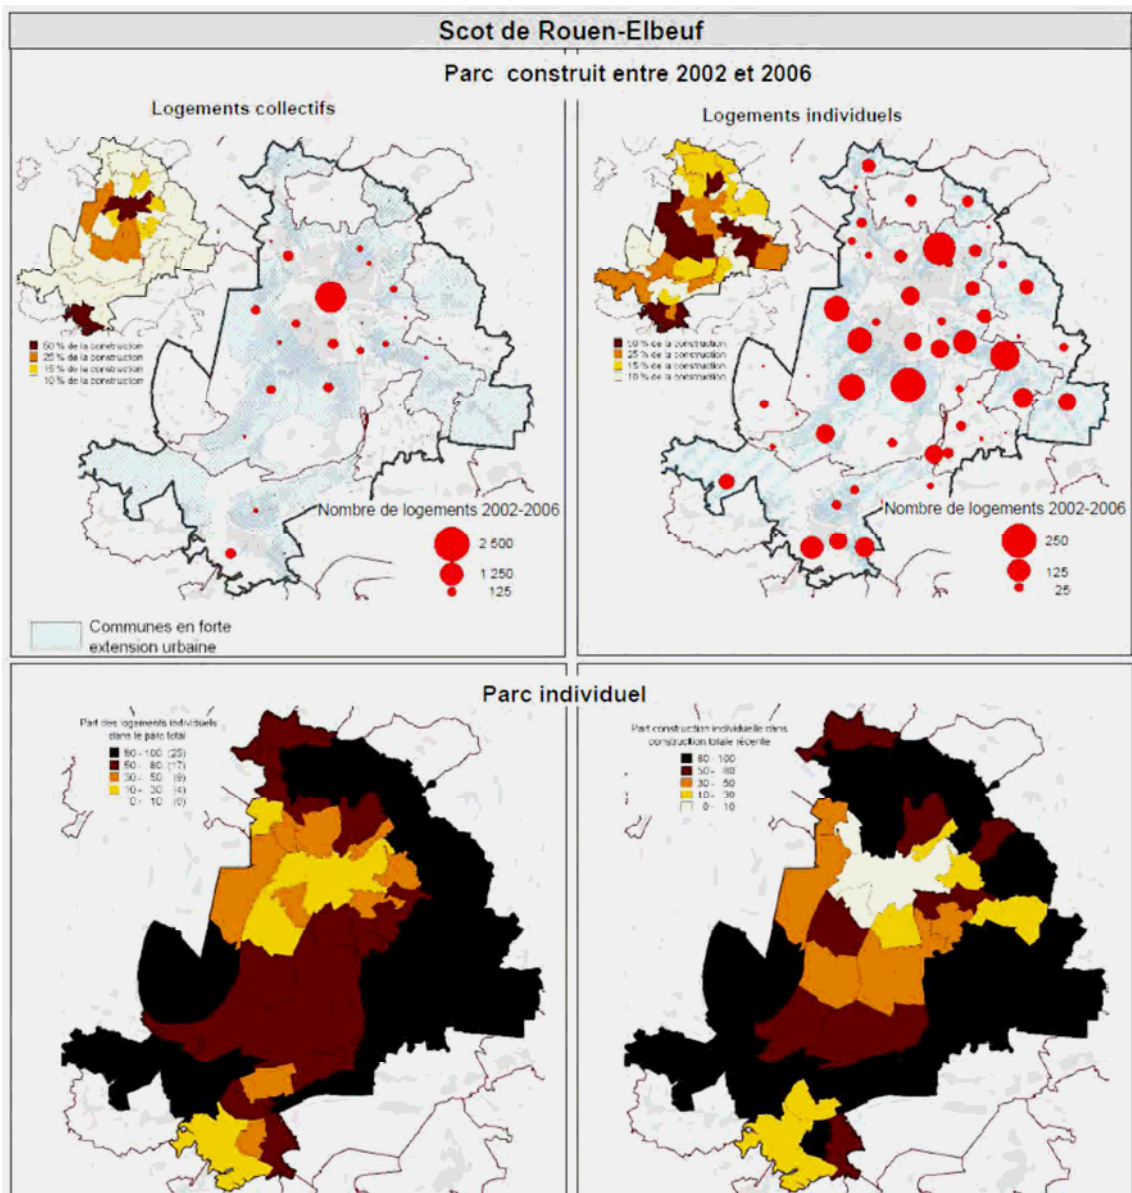 Scot de Rouen-Elbeuf
Parc construit entre 2002 et 2006
Logements collectifs
50 % de la construction
25 % de la construction
15 % de la construction
10 % de la construction
Nombre de logements 2002-2006
2 500
1 250
125
Communes en forte
extension urbaine
Logements individuels
50 % de la construction
25 % de la construction
15 % de la construction
10 % de la construction
Nombre de logements 2002-2006
250
125
25
Parc individuel
Part des logements individuels
dans le parc total
80 - 100 (25)
50 - 80 (17)
30 - 50 (9)
10 - 30 (4)
0 - 10 (0)
Part construction individuelle dans
construction totale récente
80 - 100
50 - 80
30 - 50
10 - 30
0 - 10